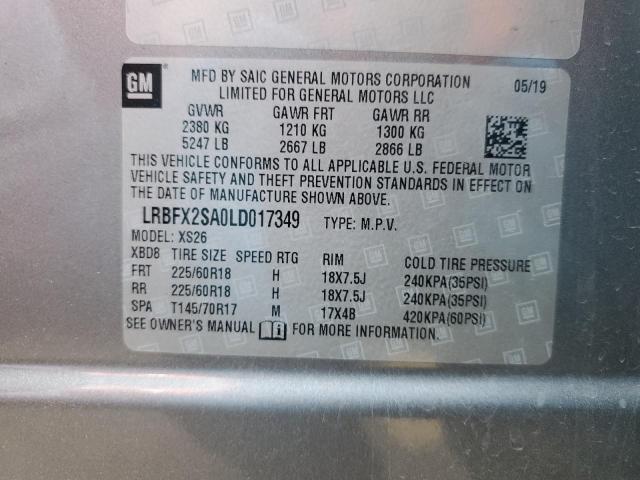 GM
MFD BY SAIC GENERAL MOTORS CORPORATION 05/19
LIMITED FOR GENERAL MOTORS LLC
GVWR GAWR FRT GAWR RR
2380 KG 1210 KG 1300 KG
5247 LB 2667 LB 2866 LB
THIS VEHICLE CONFORMS TO ALL APPLICABLE U.S. FEDERAL MOTOR
VEHICLE SAFETY AND THEFT PREVENTION STANDARDS IN EFFECT ON
THE DATE OF MANUFACTURE SHOWN ABOVE.
LRBFX2SA0LD017349 TYPE: M.P.V.
MODEL: XS26
XBD8 TIRE SIZE SPEED RTG RIM COLD TIRE PRESSURE
FRT 225/60R18 H 18X7.5J 240KPA(35PSI)
RR 225/60R18 H 18X7.5J 240KPA(35PSI)
SPA T145/70R17 M 17X4B 420KPA(60PSI)
SEE OWNER'S MANUAL FOR MORE INFORMATION.